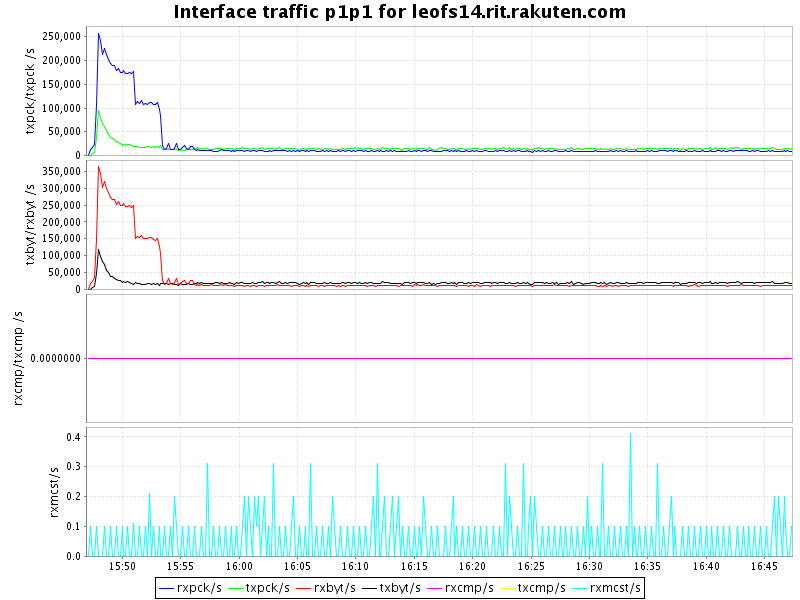 Interface traffic p1p1 for leofs14.rit.rakuten.com
txpck/txpck /s
250,000
200,000
150,000
100,000
50,000
0
txbyt/rxbyt /s
350,000
300,000
250,000
200,000
150,000
100,000
50,000
0
rxcmp/txcmp /s
0.0000000
rxmcst/s
0.4
0.3
0.2
0.1
0.0
15:50 15:55 16:00 16:05 16:10 16:15 16:20 16:25 16:30 16:35 16:40 16:45
rxpck/s txpck/s rxbyt/s txbyt/s rxcmp/s txcmp/s rxmcst/s